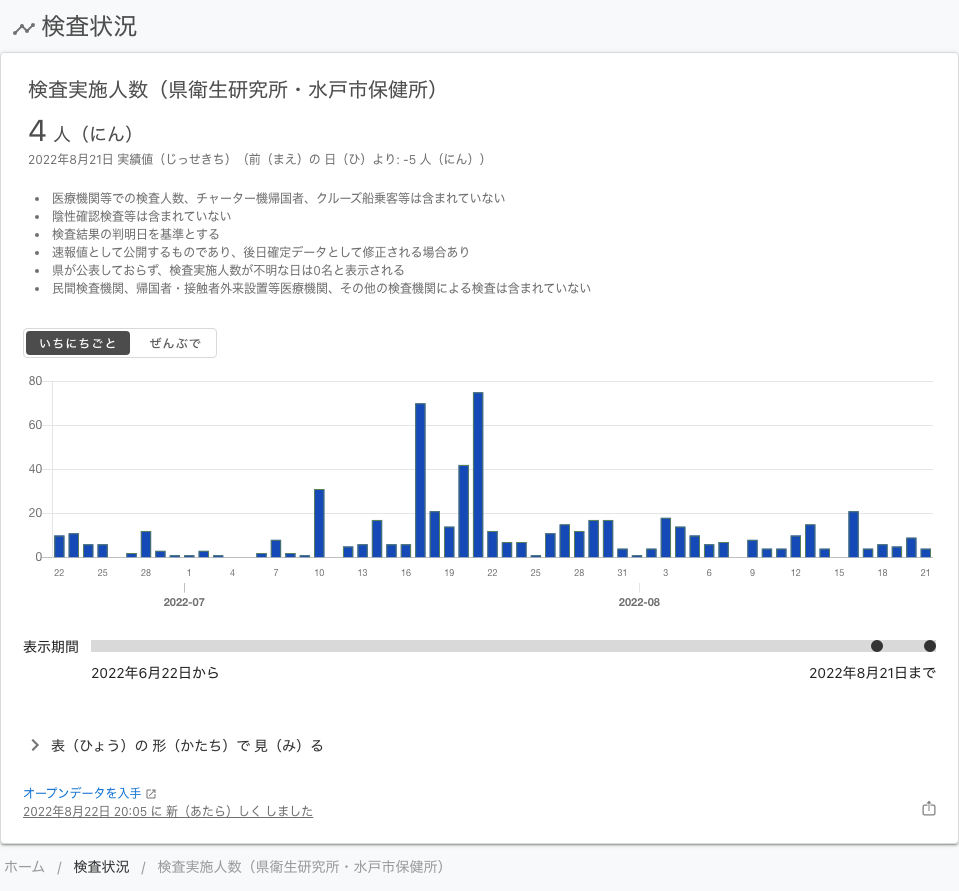 検査状況
検査実施人数（県衛生研究所・水戸市保健所）
4 人（にん）
2022年8月21日 実績値（じっせきち）（前（まえ）の 日（ひ）より: -5 人（にん））
• 医療機関等での検査人数、チャーター機帰国者、クルーズ船乗客等は含まれていない
• 陰性確認検査等は含まれていない
• 検査結果の判明日を基準とする
• 速報値として公開するものであり、後日確定データとして修正される場合あり
• 県が公表しておらず、検査実施人数が不明な日は0名と表示される
• 民間検査機関、帰国者・接触者外来設置等医療機関、その他の検査機関による検査は含まれていない
いちにちごと ぜんぶで
80
60
40
20
0
22 25 28 1 4 7 10 13 16 19 22 25 28 31 3 6 9 12 15 18 21
2022-07 2022-08
表示期間
2022年6月22日から 2022年8月21日まで
表（ひょう）の 形（かたち）で 見（み）る
オープンデータを入手
2022年8月22日 20:05 に 新（あたら）しく しました
ホーム / 検査状況 / 検査実施人数（県衛生研究所・水戸市保健所）